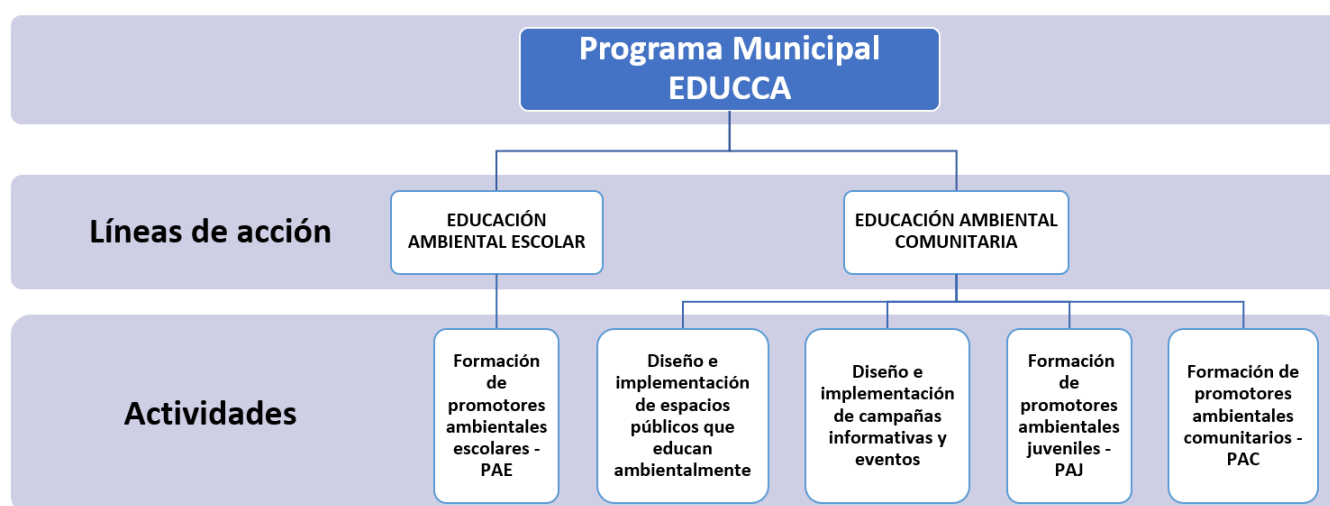 Programa Municipal
EDUCCA
Líneas de acción
EDUCACIÓN
AMBIENTAL ESCOLAR
EDUCACIÓN AMBIENTAL
COMUNITARIA
Actividades
Formación
de
promotores
ambientales
escolares -
PAE
Diseño e
implementación
de espacios
públicos que
educan
ambientalmente
Diseño e
implementación
de campañas
informativas y
eventos
Formación
de
promotores
ambientales
juveniles -
PAJ
Formación de
promotores
ambientales
comunitarios -
PAC